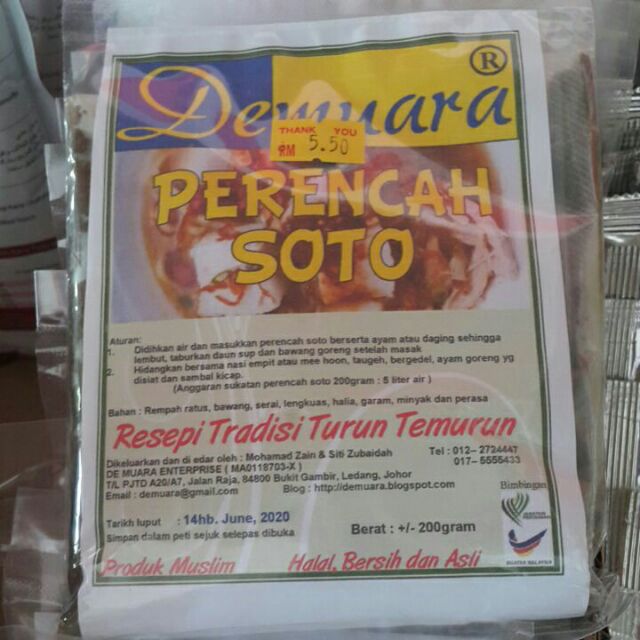 Demuara ®
THANK YOU
RM 5.50
PERENCAH
SOTO
Aturan:
1. Didihkan air dan masukkan perencah soto berserta ayam atau daging sehingga
lembut, taburkan daun sup dan bawang goreng setelah masak
2. Hidangkan bersama nasi empit atau mee hoon, taugeh, bergedel, ayam goreng yg
disiat dan sambal kicap.
(Anggaran sukatan perencah soto 200gram : 5 liter air )
Bahan : Rempah ratus, bawang, serai, lengkuas, halia, garam, minyak dan perasa
Resepi Tradisi Turun Temurun
Dikeluarkan dan di edar oleh : Mohamad Zain & Siti Zubaidah
Tel : 012– 2724447
DE MUARA ENTERPRISE ( MA0118703-X )
017– 5555433
T/L PJTD A20/A7, Jalan Raja, 84800 Bukit Gambir, Ledang, Johor
Email : demuara@gmail.com Blog : http://demuara.blogspot.com
Bimbingan
Tarikh luput : 14hb. June, 2020
Simpan dalam peti sejuk selepas dibuka
Berat : +/- 200gram
Produk Muslim Halal, Bersih dan Asli